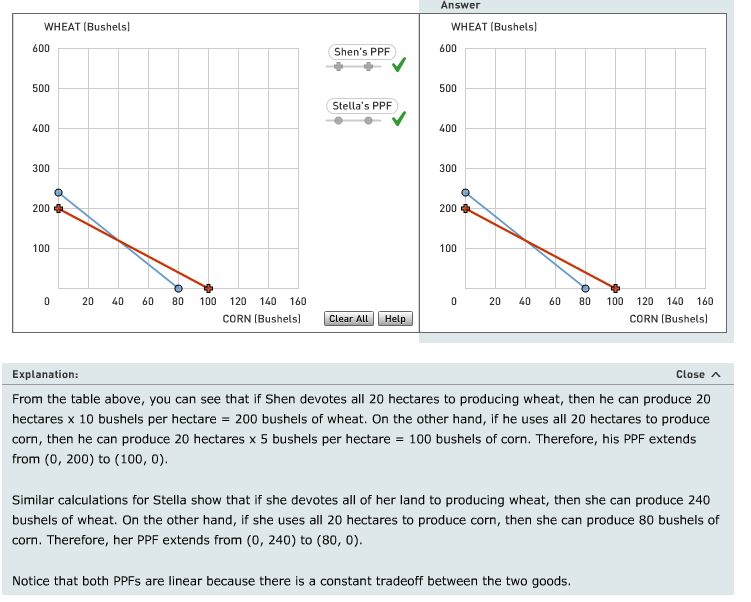 Answer
WHEAT (Bushels)
600
500
400
300
200
100
0
20 40 60 80 100 120 140 160
CORN (Bushels)
Shen's PPF
Stella's PPF
Clear All
Help
WHEAT (Bushels)
600
500
400
300
200
100
0
20 40 60 80 100 120 140 160
CORN (Bushels)
Explanation:
Close
From the table above, you can see that if Shen devotes all 20 hectares to producing wheat, then he can produce 20
hectares x 10 bushels per hectare = 200 bushels of wheat. On the other hand, if he uses all 20 hectares to produce
corn, then he can produce 20 hectares x 5 bushels per hectare = 100 bushels of corn. Therefore, his PPF extends
from (0, 200) to (100, 0).
Similar calculations for Stella show that if she devotes all of her land to producing wheat, then she can produce 240
bushels of wheat. On the other hand, if she uses all 20 hectares to produce corn, then she can produce 80 bushels of
corn. Therefore, her PPF extends from (0, 240) to (80, 0).
Notice that both PPFs are linear because there is a constant tradeoff between the two goods.